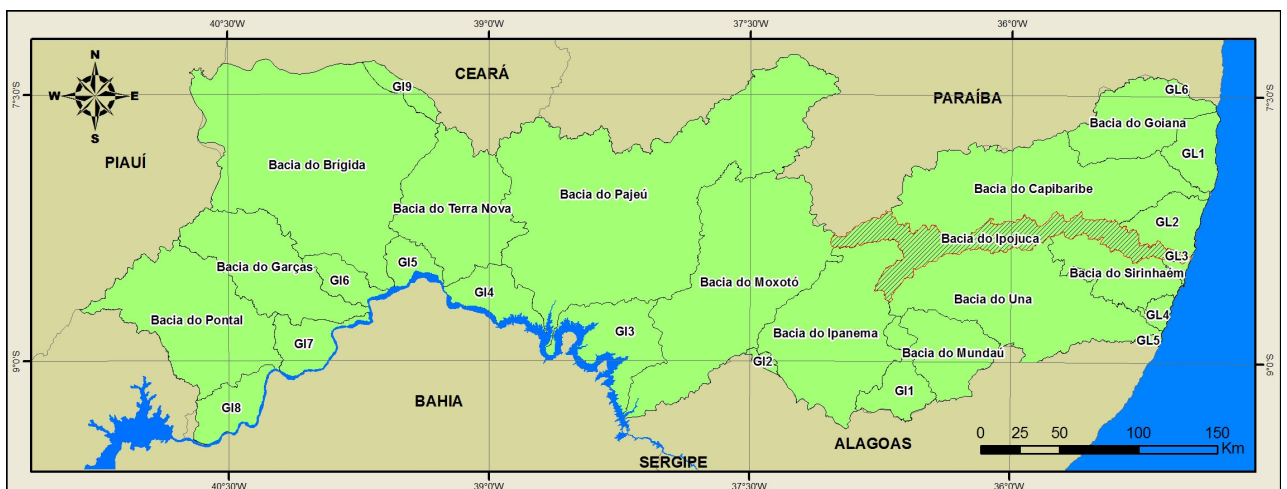 40°30'W
39°0'W
37°30'W
36°0'W
N
W
E
S
7°30'S
7°30'S
CEARÁ
GI9
PARAÍBA
GL6
Bacia do Goiana
PIAUÍ
Bacia do Brígida
GL1
Bacia do Pajeú
Bacia do Capibaribe
Bacia do Terra Nova
GL2
Bacia do Ipojuca
GL3
Bacia do Garças
GI5
GI6
Bacia do Sirinhaém
Bacia do Moxotó
GI4
Bacia do Una
Bacia do Pontal
GL4
GI3
Bacia do Ipanema
GI7
GL5
Bacia do Mundaú
9°0'S
GI2
9°0'S
GI1
GI8
BAHIA
ALAGOAS
0 25 50 100 150
Km
SERGIPE
40°30'W
39°0'W
37°30'W
36°0'W